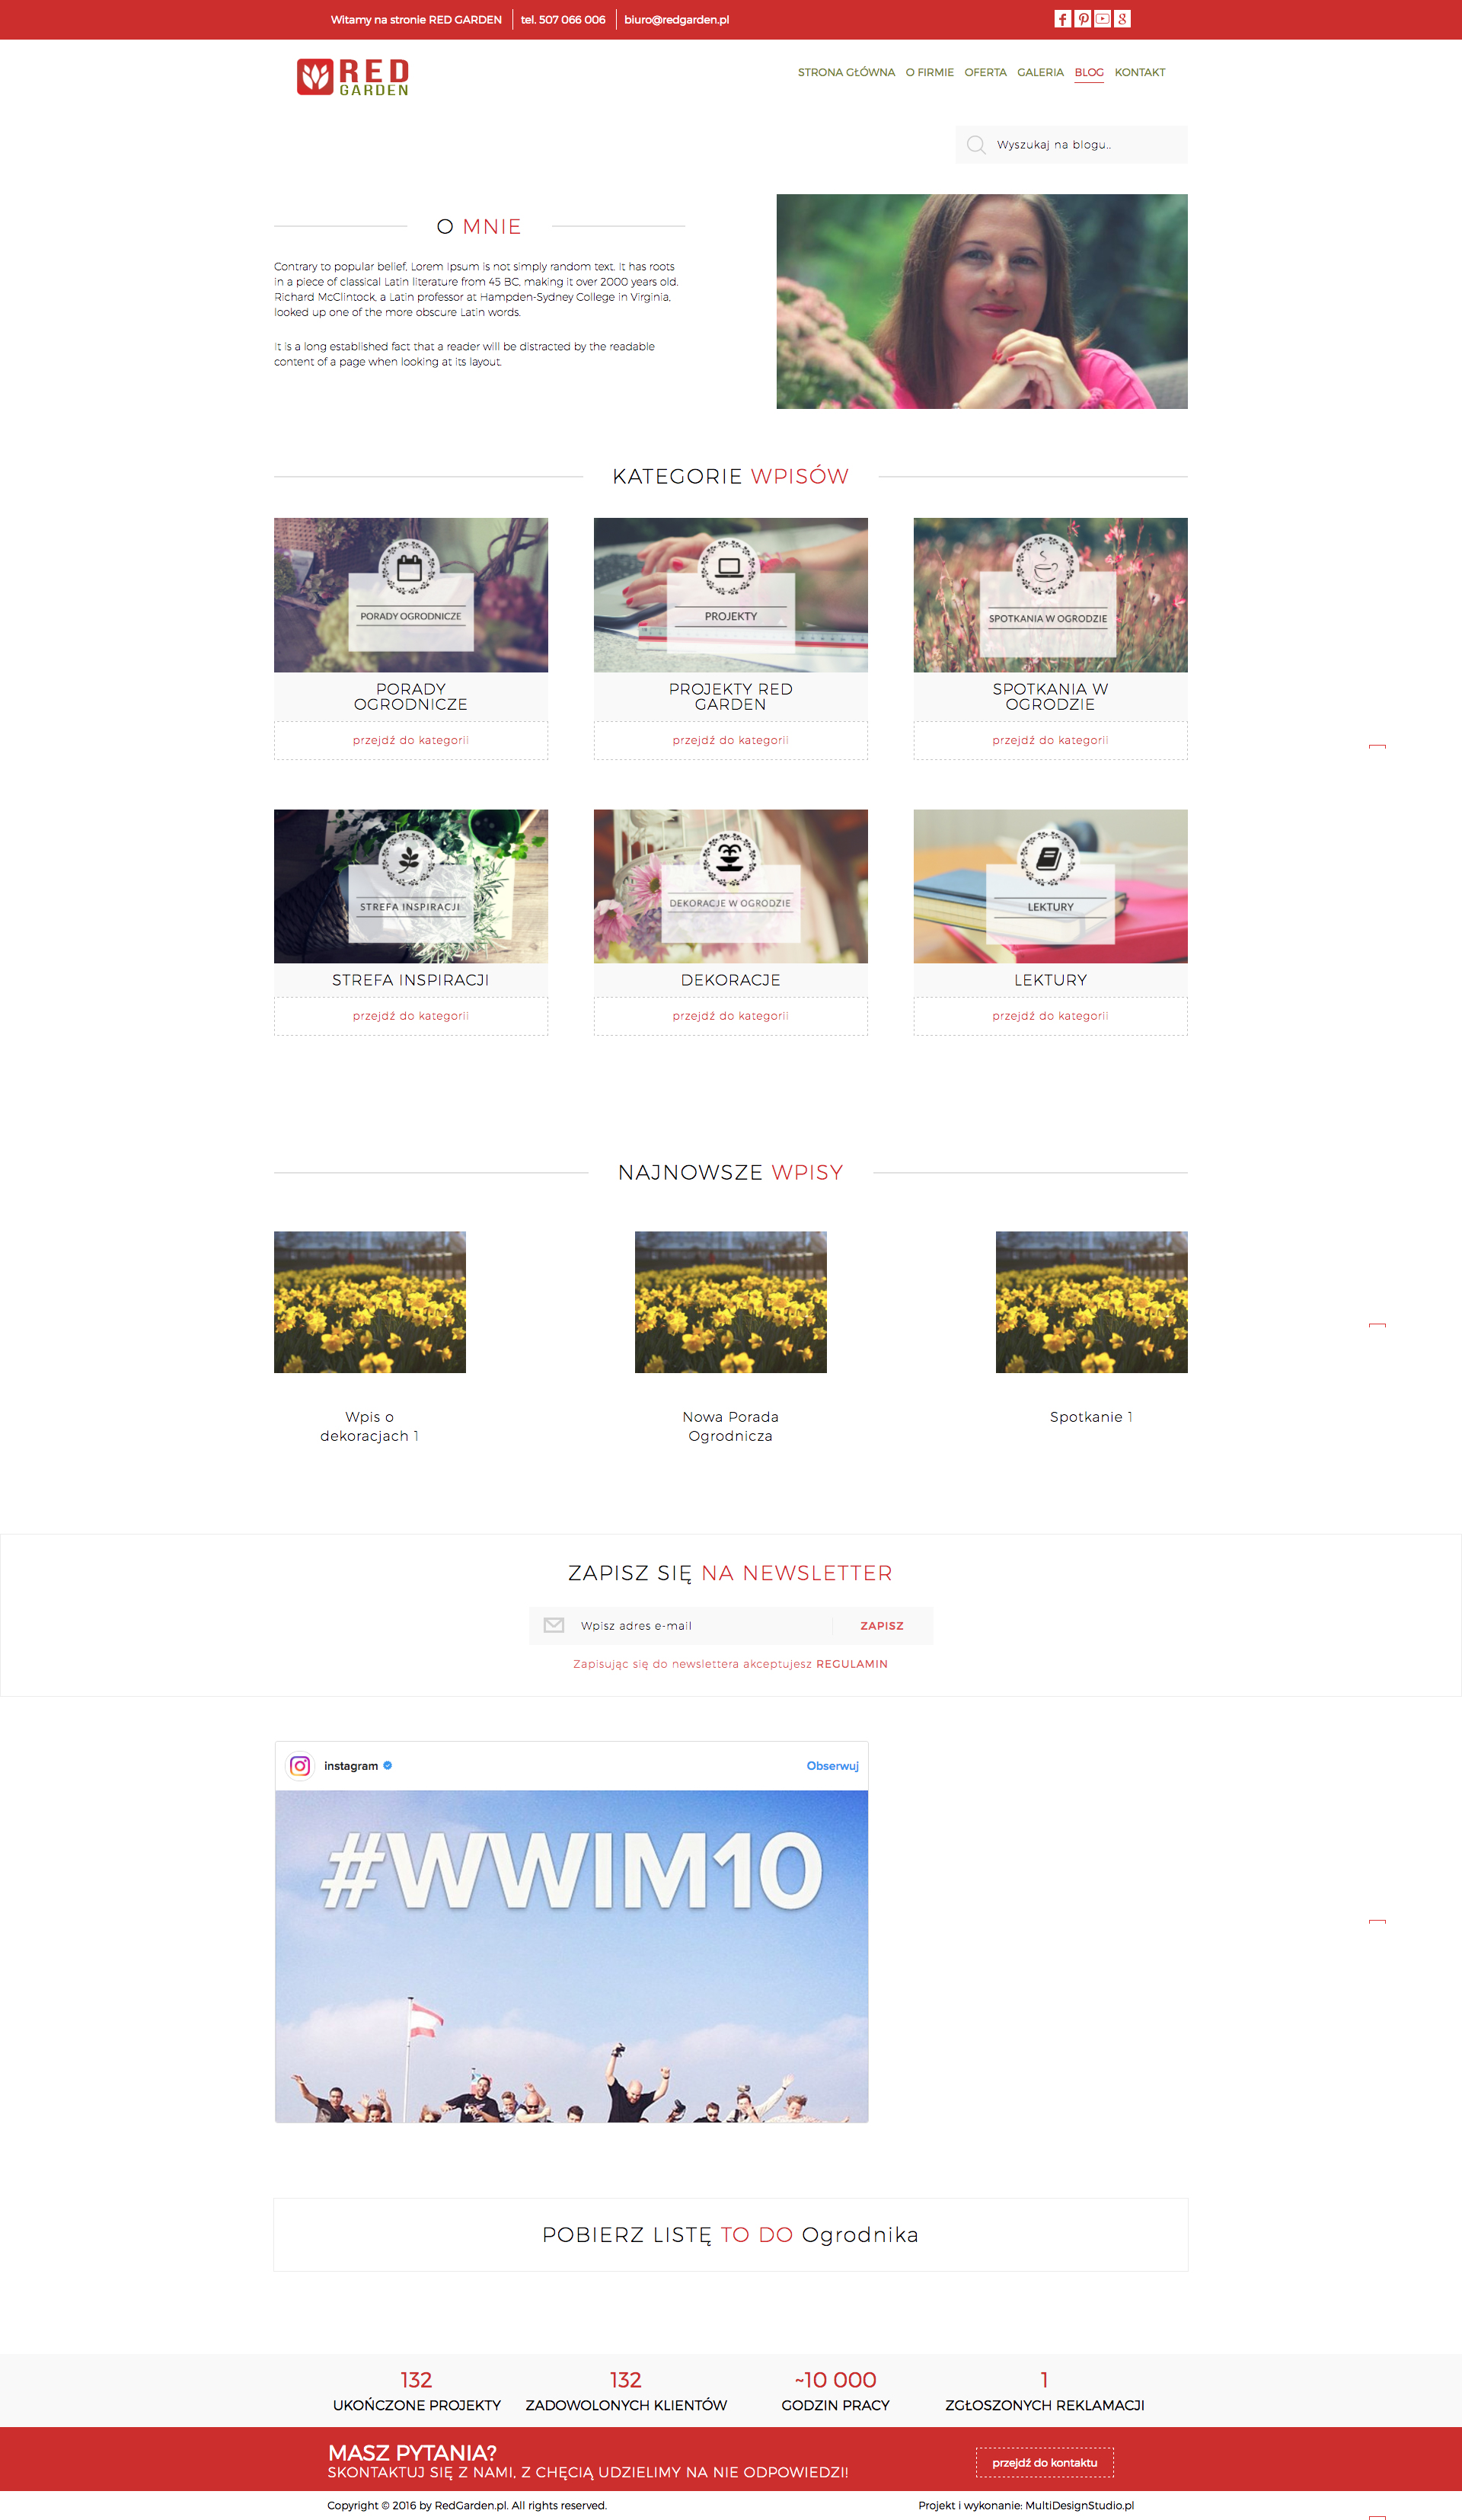 Witamy na stronie RED GARDEN
tel. 507 066 006
biuro@redgarden.pl
RED
GARDEN
STRONA GŁÓWNA O FIRMIE OFERTA GALERIA BLOG KONTAKT
Wyszukaj na blogu..
O MNIE
Contrary to popular belief, Lorem Ipsum is not simply random text. It has roots
in a piece of classical Latin literature from 45 BC, making it over 2000 years old.
Richard McClintock, a Latin professor at Hampden-Sydney College in Virginia,
looked up one of the more obscure Latin words.
It is a long established fact that a reader will be distracted by the readable
content of a page when looking at its layout.
KATEGORIE WPISÓW
PORADY OGRODNICZE
PROJEKTY
SPOTKANIA W OGRODZIE
PORADY
OGRODNICZE
PROJEKTY RED
GARDEN
SPOTKANIA W
OGRODZIE
przejdź do kategorii
przejdź do kategorii
przejdź do kategorii
STREFA INSPIRACJI
DEKORACJE W OGRODZIE
LEKTURY
STREFA INSPIRACJI
DEKORACJE
LEKTURY
przejdź do kategorii
przejdź do kategorii
przejdź do kategorii
NAJNOWSZE WPISY
Wpis o
dekoracjach 1
Nowa Porada
Ogrodnicza
Spotkanie 1
ZAPISZ SIĘ NA NEWSLETTER
Wpisz adres e-mail
ZAPISZ
Zapisując się do newslettera akceptujesz REGULAMIN
instagram
Obserwuj
#WWIM10
POBIERZ LISTĘ TO DO Ogrodnika
132
UKOŃCZONE PROJEKTY
132
ZADOWOLONYCH KLIENTÓW
~10 000
GODZIN PRACY
1
ZGŁOSZONYCH REKLAMACJI
MASZ PYTANIA?
SKONTAKTUJ SIĘ Z NAMI, Z CHĘCIĄ UDZIELIMY NA NIE ODPOWIEDZI!
przejdź do kontaktu
Copyright © 2016 by RedGarden.pl. All rights reserved.
Projekt i wykonanie: MultiDesignStudio.pl